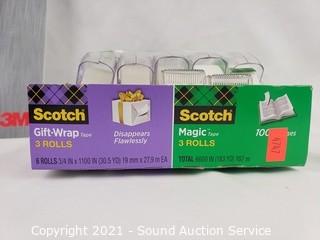 3M
Scotch
Gift-Wrap Tape
3 ROLLS
Disappears
Flawlessly
Scotch
Magic Tape
3 ROLLS
4747
6 ROLLS 3/4 IN x 1100 IN (30.5 YD) 19 mm x 27,9 m EA
TOTAL 6600 IN (183 YD) 167 m
Copyright 2021 - Sound Auction Service